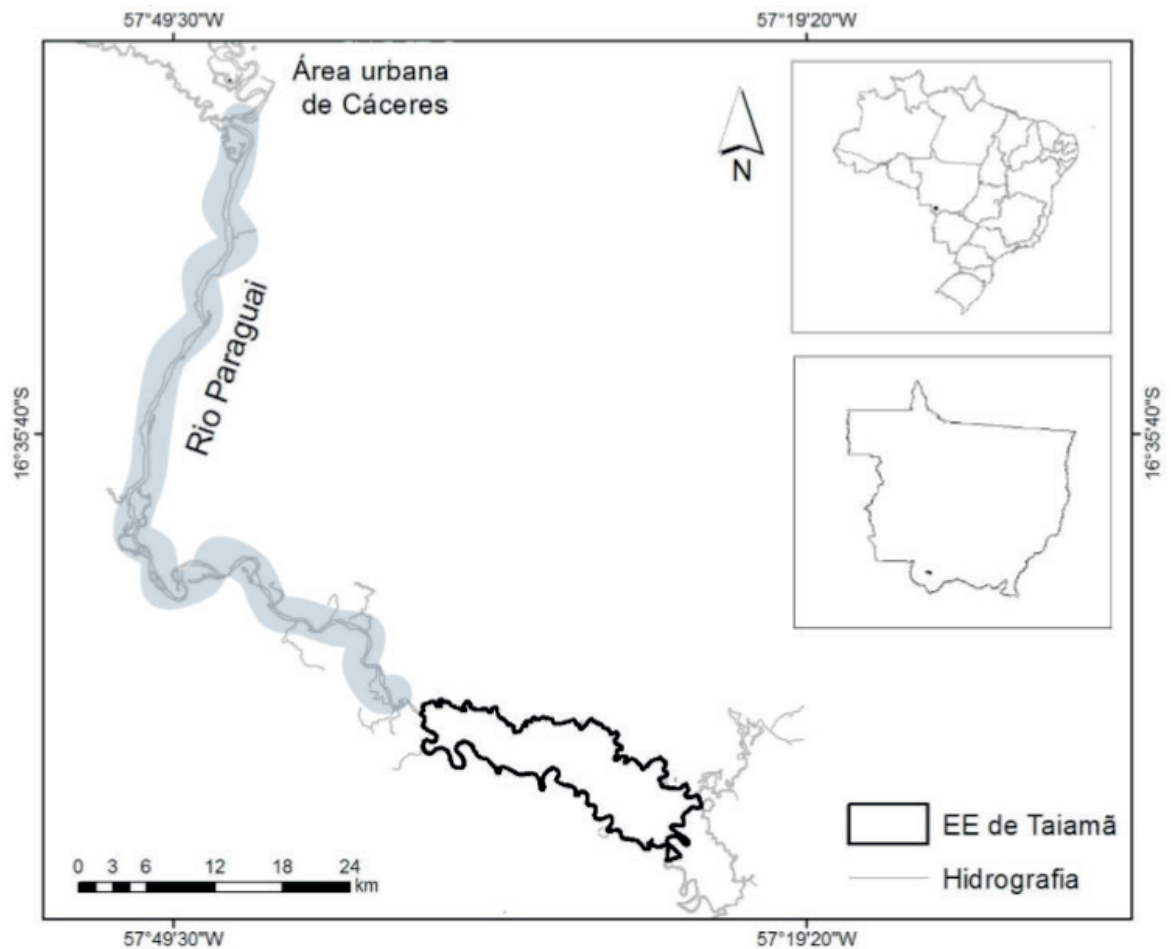 57°49'30"W
57°19'20"W
Área urbana
de Cáceres
N
Rio Paraguai
16°35'40"S
16°35'40"S
EE de Taiamã
Hidrografia
0 3 6 12 18 24
km
57°49'30"W
57°19'20"W